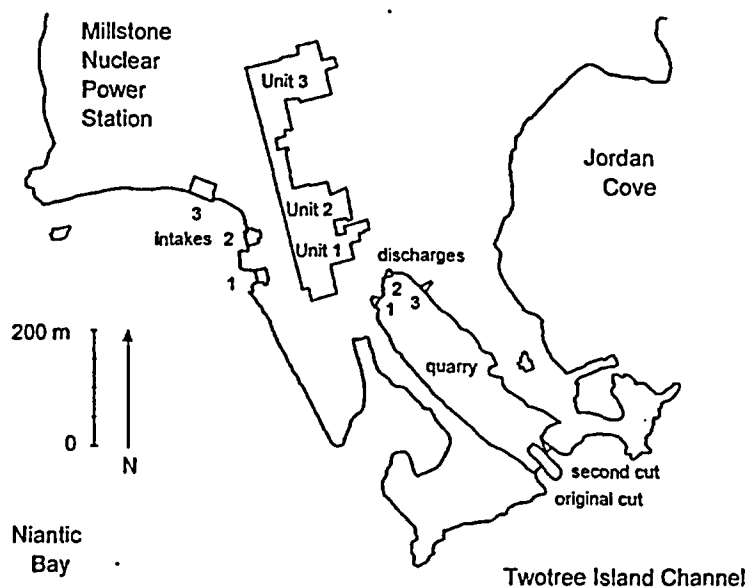 Millstone
Nuclear
Power
Station
Unit 3
Jordan
Cove
3
intakes
2
Unit 2
Unit 1
1
discharges
2
1
3
200 m
quarry
0
N
second cut
original cut
Niantic
Bay
Twotree Island Channel